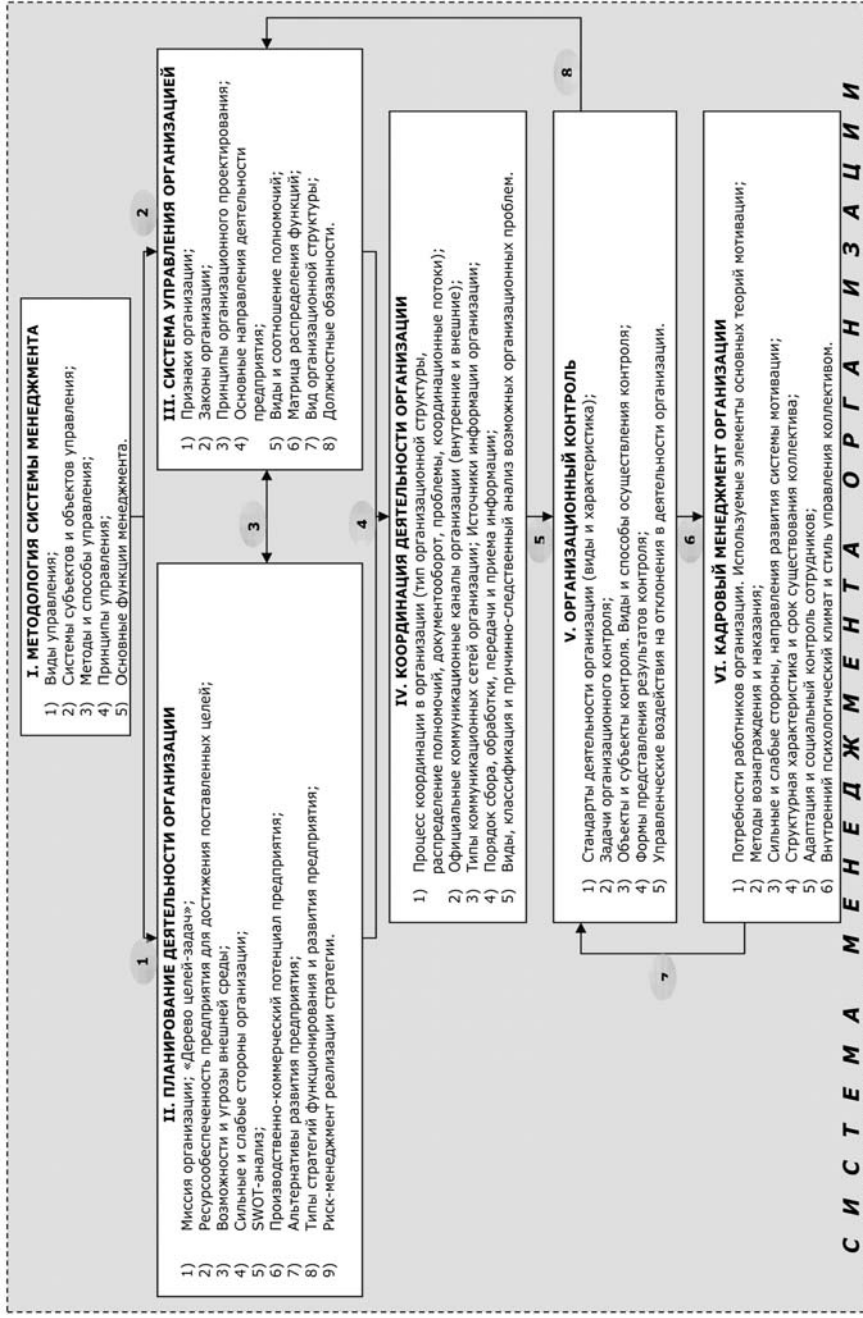 I. МЕТОДОЛОГИЯ СИСТЕМЫ МЕНЕДЖМЕНТА
1) Виды управления;
2) Системы субъектов и объектов управления;
3) Методы и способы управления;
4) Принципы управления;
5) Основные функции менеджмента.
1
2
II. ПЛАНИРОВАНИЕ ДЕЯТЕЛЬНОСТИ ОРГАНИЗАЦИИ
1) Миссия организации; «Дерево целей-задач»;
2) Ресурсообеспеченность предприятия для достижения поставленных целей;
3) Возможности и угрозы внешней среды;
4) Сильные и слабые стороны организации;
5) SWOT-анализ;
6) Производственно-коммерческий потенциал предприятия;
7) Альтернативы развития предприятия;
8) Типы стратегий функционирования и развития предприятия;
9) Риск-менеджмент реализации стратегии.
3
III. СИСТЕМА УПРАВЛЕНИЯ ОРГАНИЗАЦИЕЙ
1) Признаки организации;
2) Законы организации;
3) Принципы организационного проектирования;
4) Основные направления деятельности
предприятия;
5) Виды и соотношение полномочий;
6) Матрица распределения функций;
7) Вид организационной структуры;
8) Должностные обязанности.
4
IV. КООРДИНАЦИЯ ДЕЯТЕЛЬНОСТИ ОРГАНИЗАЦИИ
1) Процесс координации в организации (тип организационной структуры,
распределение полномочий, документооборот, проблемы, координационные потоки);
2) Официальные коммуникационные каналы организации (внутренние и внешние);
3) Типы коммуникационных сетей организации; Источники информации организации;
4) Порядок сбора, обработки, передачи и приема информации;
5) Виды, классификация и причинно-следственный анализ возможных организационных проблем.
5
8
V. ОРГАНИЗАЦИОННЫЙ КОНТРОЛЬ
1) Стандарты деятельности организации (виды и характеристика);
2) Задачи организационного контроля;
3) Объекты и субъекты контроля. Виды и способы осуществления контроля;
4) Формы представления результатов контроля;
5) Управленческие воздействия на отклонения в деятельности организации.
7
6
VI. КАДРОВЫЙ МЕНЕДЖМЕНТ ОРГАНИЗАЦИИ
1) Потребности работников организации. Используемые элементы основных теорий мотивации;
2) Методы вознаграждения и наказания;
3) Сильные и слабые стороны, направления развития системы мотивации;
4) Структурная характеристика и срок существования коллектива;
5) Адаптация и социальный контроль сотрудников;
6) Внутренний психологический климат и стиль управления коллективом.
СИСТЕМА МЕНЕДЖМЕНТА ОРГАНИЗАЦИИ